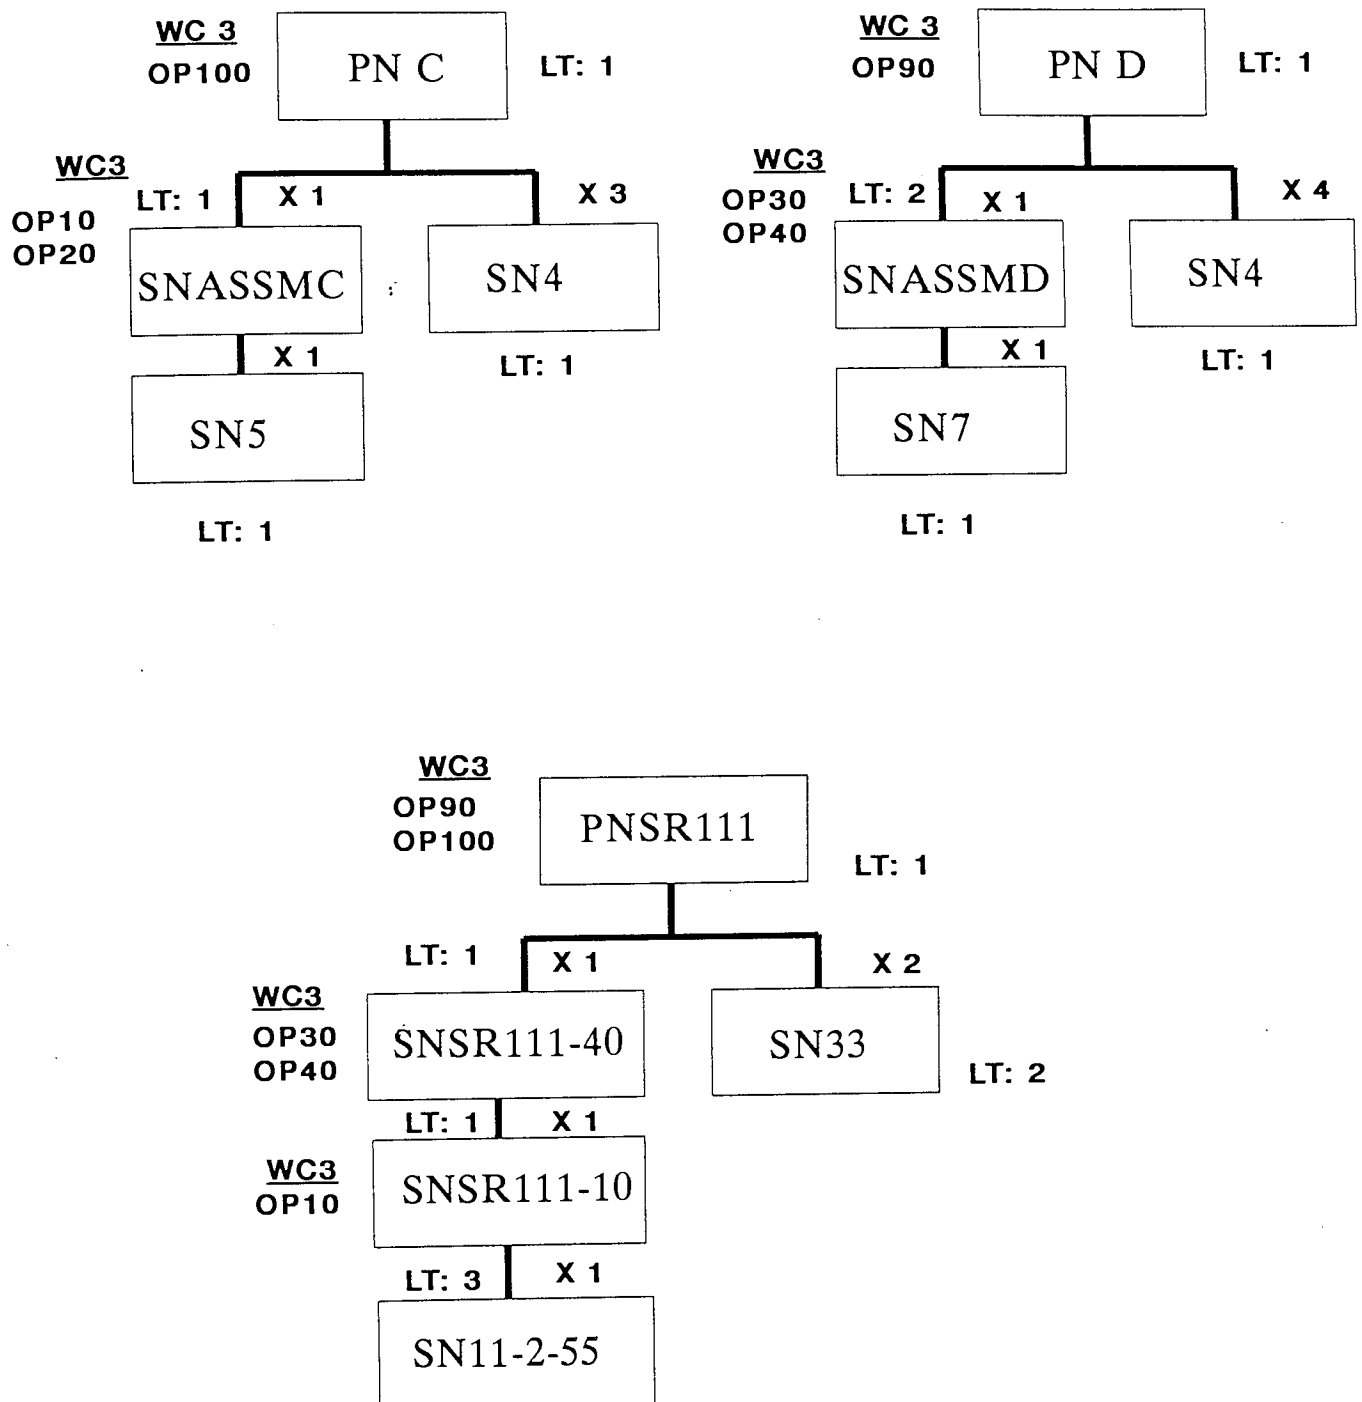 WC 3
OP100
PN C
LT: 1
WC3
OP10
OP20
LT: 1
X 1
X 3
SNASSMC
SN4
X 1
LT: 1
SN5
LT: 1
WC 3
OP90
PN D
LT: 1
WC3
OP30
OP40
LT: 2
X 1
X 4
SNASSMD
SN4
X 1
LT: 1
SN7
LT: 1
WC3
OP90
OP100
PNSR111
LT: 1
LT: 1
X 1
X 2
WC3
OP30
OP40
SNSR111-40
SN33
LT: 2
LT: 1
X 1
WC3
OP10
SNSR111-10
LT: 3
X 1
SN11-2-55